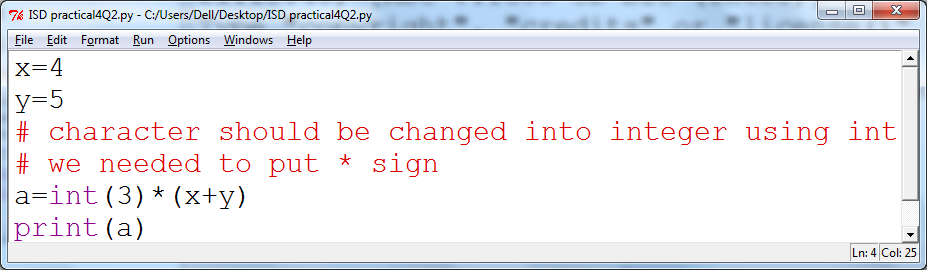 ISD practical4Q2.py - C:/Users/Dell/Desktop/ISD practical4Q2.py
File Edit Format Run Options Windows Help
x=4
y=5
# character should be changed into integer using int
# we needed to put * sign
a=int(3)*(x+y)
print(a)
Ln: 4 Col: 25